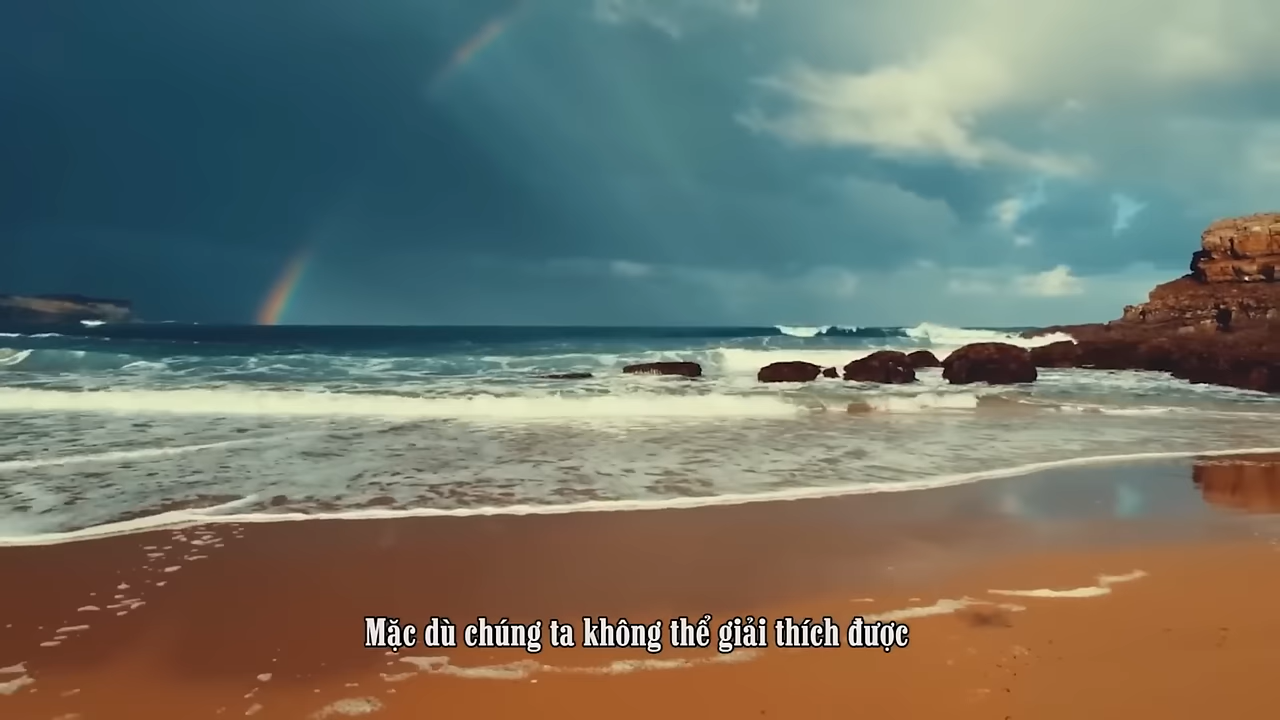 Mặc dù chúng ta không thể giải thích được